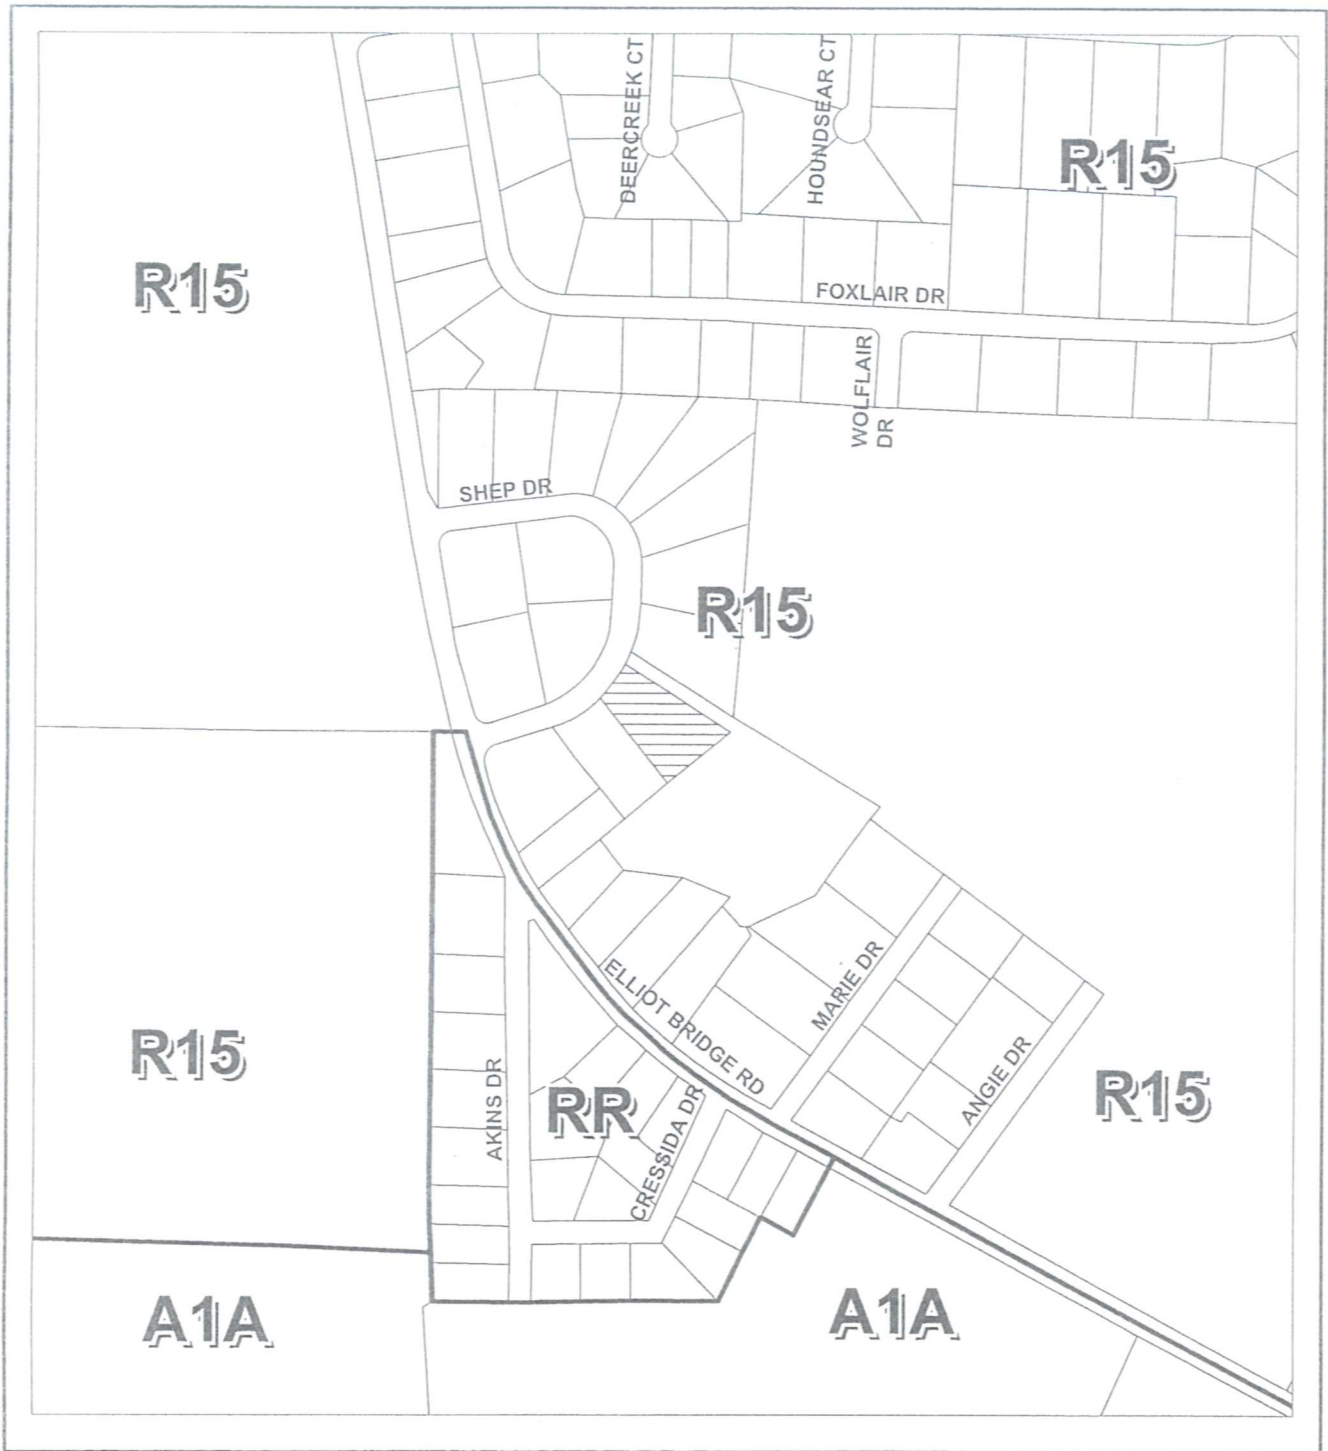 DEERCREEK CT
HOUNDSEAR CT
R15
R15
FOXLAIR DR
WOLFLAIR
DR
SHEP DR
R15
ELLIOT BRIDGE RD
MARIE DR
R15
AKINS DR
RR
CRESSIDA DR
ANGIE DR
R15
A1A
A1A